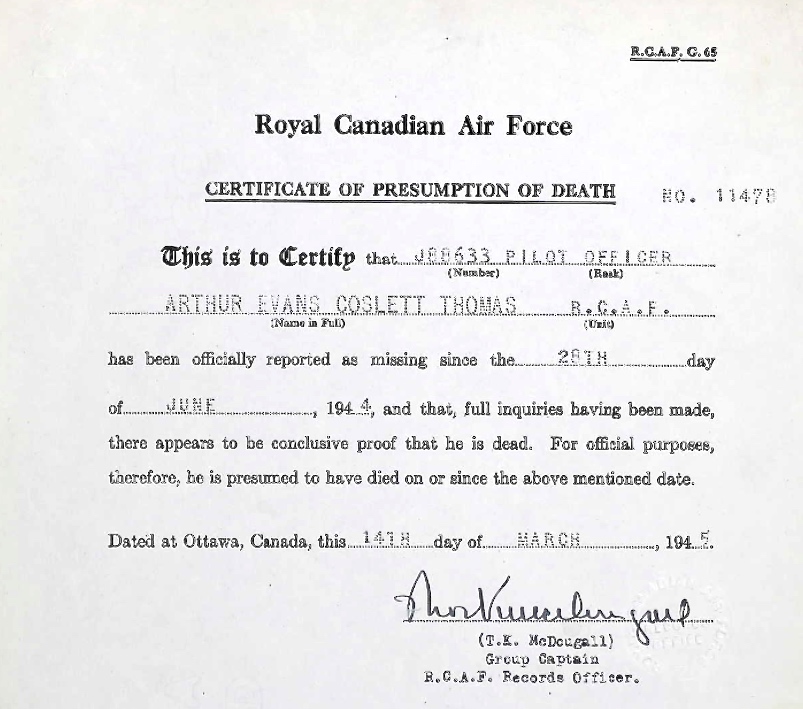 R.C.A.F. G. 65
Royal Canadian Air Force
CERTIFICATE OF PRESUMPTION OF DEATH NO. 11478
This is to Certify that J88633 PILOT OFFICER
(Number) (Rank)
ARTHUR EVANS COSLETT THOMAS R.C.A.F.
(Name in Full) (Unit)
has been officially reported as missing since the 28TH day
of JUNE, 1944, and that, full inquiries having been made,
there appears to be conclusive proof that he is dead. For official purposes,
therefore, he is presumed to have died on or since the above mentioned date.
Dated at Ottawa, Canada, this 14TH day of MARCH, 1945.
(T.K. McDougall)
Group Captain
R.C.A.F. Records Officer.